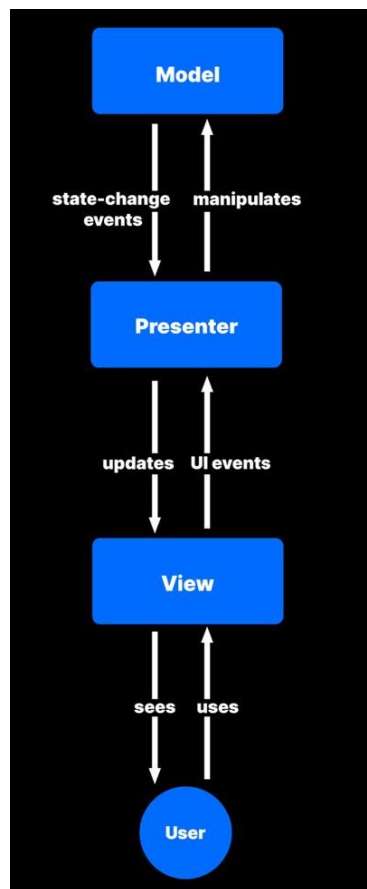 Model
state-change
events
manipulates
Presenter
updates
UI events
View
sees
uses
User